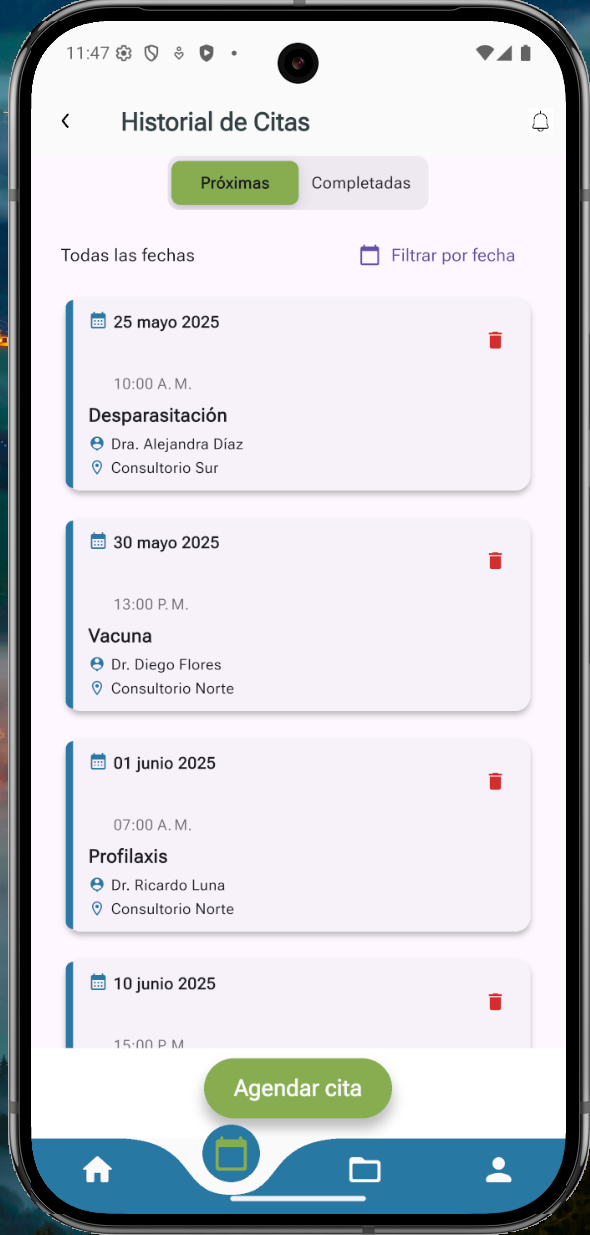 11:47
Historial de Citas
Próximas
Completadas
Todas las fechas
Filtrar por fecha
25 mayo 2025
10:00 A. M.
Desparasitación
Dra. Alejandra Díaz
Consultorio Sur
30 mayo 2025
13:00 P. M.
Vacuna
Dr. Diego Flores
Consultorio Norte
01 junio 2025
07:00 A. M.
Profilaxis
Dr. Ricardo Luna
Consultorio Norte
10 junio 2025
15:00 P. M.
Agendar cita